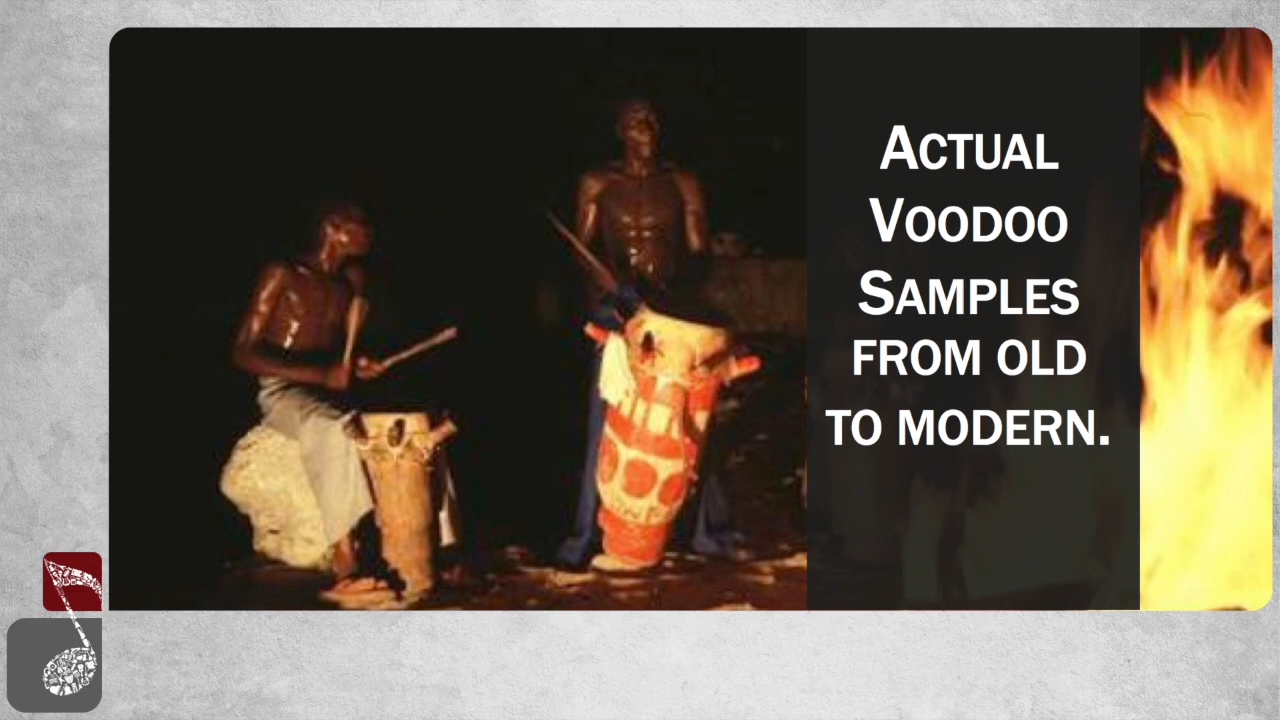 ACTUAL
VOODOO
SAMPLES
FROM OLD
TO MODERN.